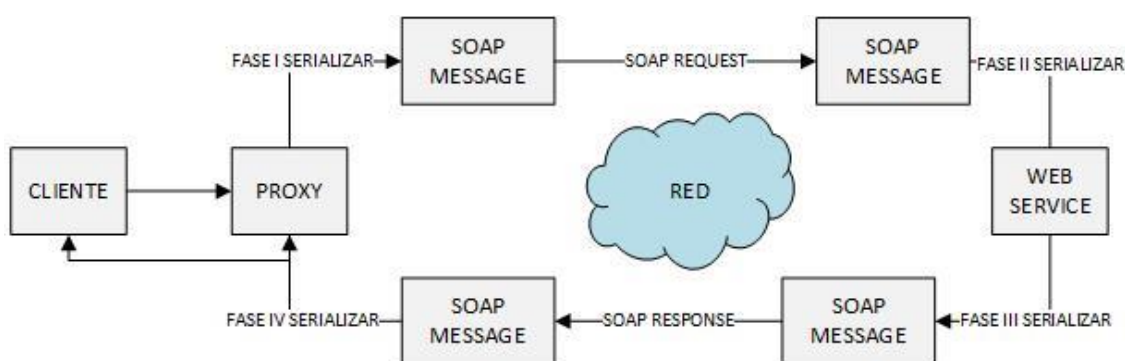 SOAP
MESSAGE
FASE I SERIALIZAR
SOAP REQUEST
SOAP
MESSAGE
FASE II SERIALIZAR
CLIENTE
PROXY
RED
WEB
SERVICE
FASE IV SERIALIZAR
SOAP
MESSAGE
SOAP RESPONSE
SOAP
MESSAGE
FASE III SERIALIZAR